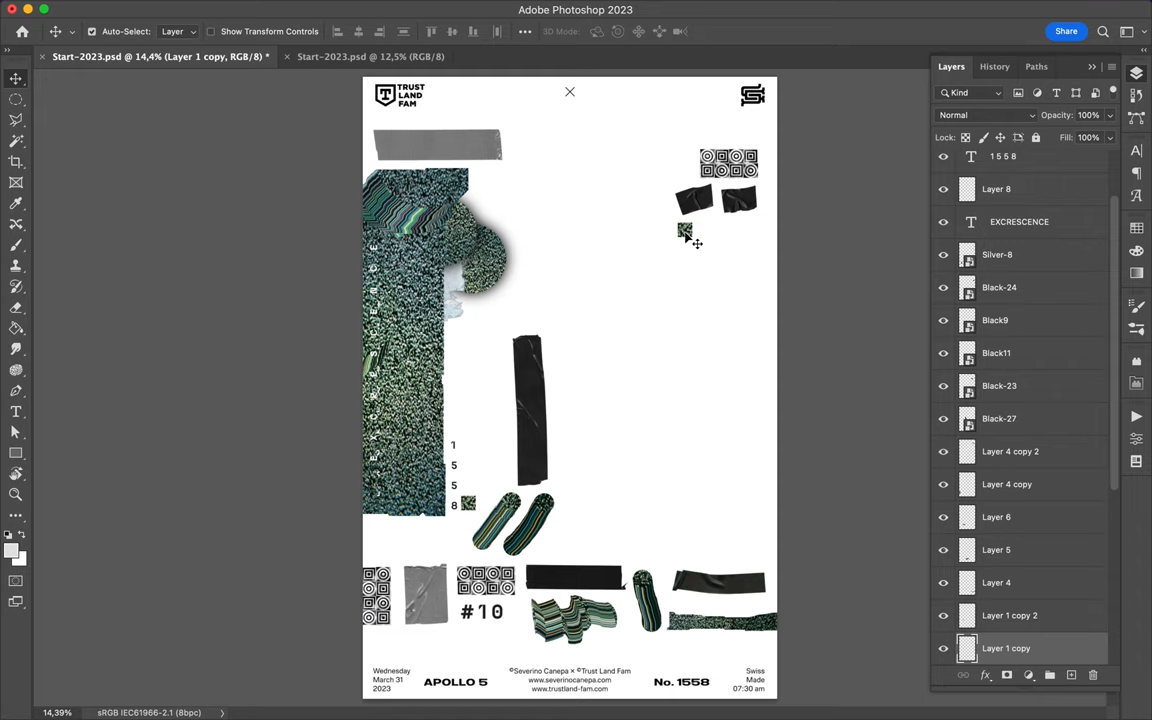 Adobe Photoshop 2023
Auto-Select: Layer
Show Transform Controls
3D Mode:
Share
Start-2023.psd @ 14,4% (Layer 1 copy, RGB/8) *
Start-2023.psd @ 12,5% (RGB/8)
Layers History Paths
Kind
Normal
Opacity: 100%
Lock:
Fill: 100%
1 5 5 8
Layer 8
EXCRESCENCE
Silver-8
Black-24
Black9
Black11
Black-23
Black-27
Layer 4 copy 2
Layer 4 copy
Layer 6
Layer 5
Layer 4
Layer 1 copy 2
Layer 1 copy
TRUST
LAND
FAM
EXCRESCENCE
1
5
5
8
#10
Wednesday
March 31
2023
APOLLO 5
©Severino Canepa × ©Trust Land Fam
www.severinocanepa.com
www.trustland-fam.com
No. 1558
Swiss
Made
07:30 am
14,39%
sRGB IEC61966-2.1 (8bpc)